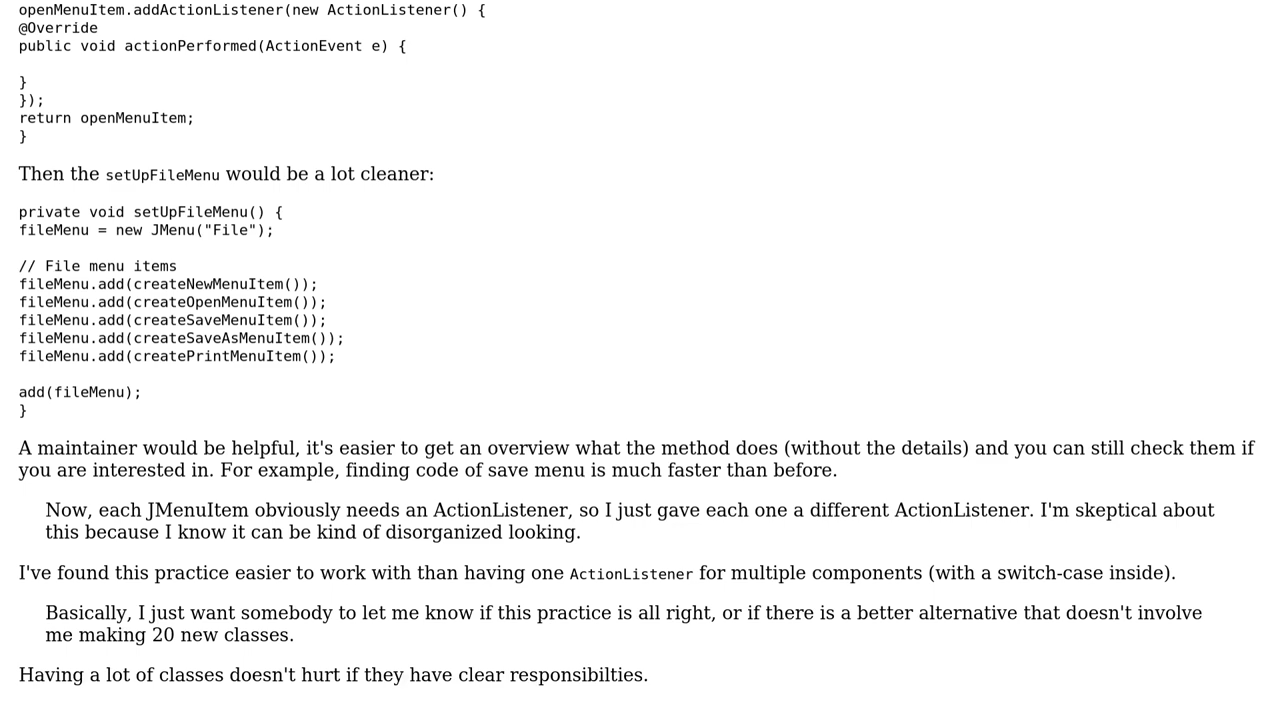 openMenuItem.addActionListener(new ActionListener() {
@Override
public void actionPerformed(ActionEvent e) {
}
});
return openMenuItem;
}
Then the setUpFileMenu would be a lot cleaner:
private void setUpFileMenu() {
fileMenu = new JMenu("File");
// File menu items
fileMenu.add(createNewMenuItem());
fileMenu.add(createOpenMenuItem());
fileMenu.add(createSaveMenuItem());
fileMenu.add(createSaveAsMenuItem());
fileMenu.add(createPrintMenuItem());
add(fileMenu);
}
A maintainer would be helpful, it's easier to get an overview what the method does (without the details) and you can still check them if
you are interested in. For example, finding code of save menu is much faster than before.
Now, each JMenuItem obviously needs an ActionListener, so I just gave each one a different ActionListener. I'm skeptical about
this because I know it can be kind of disorganized looking.
I've found this practice easier to work with than having one ActionListener for multiple components (with a switch-case inside).
Basically, I just want somebody to let me know if this practice is all right, or if there is a better alternative that doesn't involve
me making 20 new classes.
Having a lot of classes doesn't hurt if they have clear responsibilties.